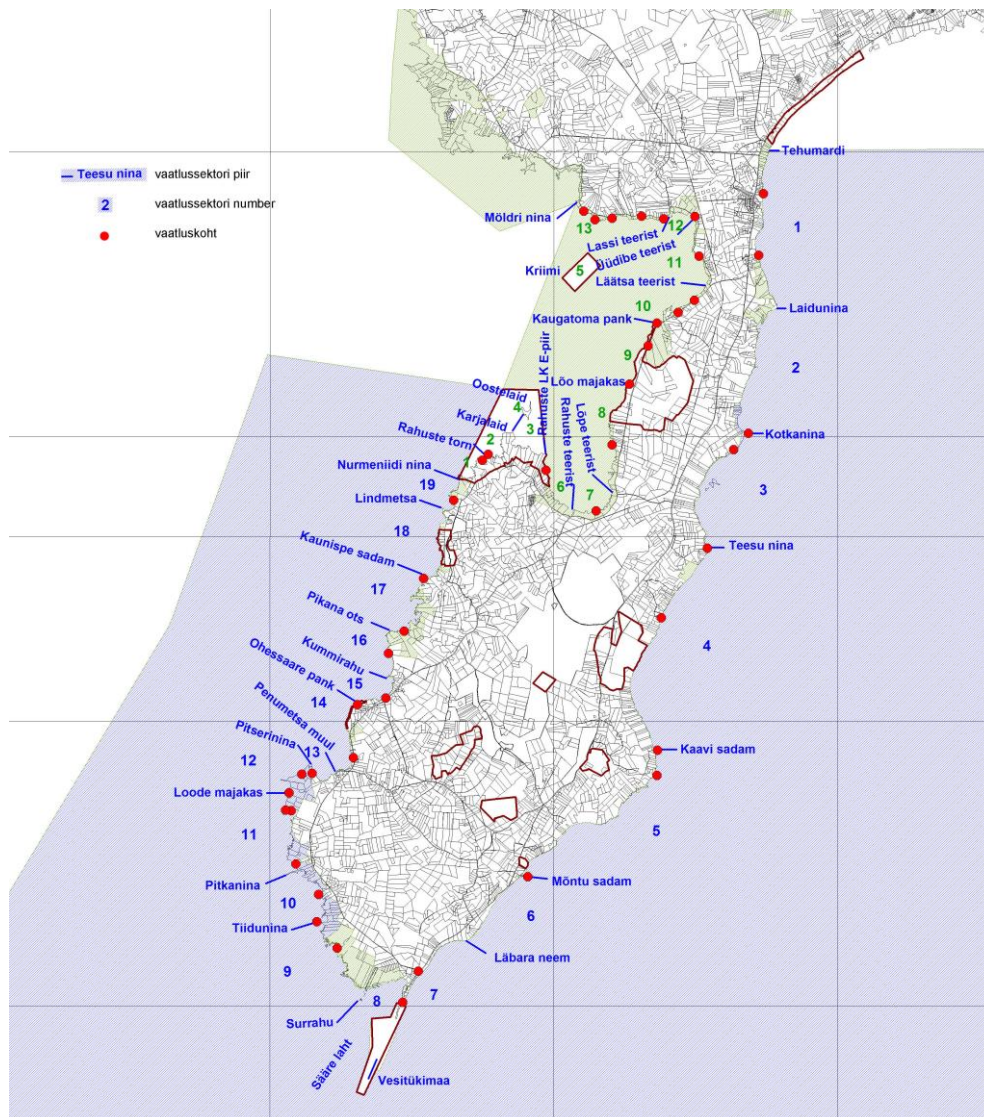 Teesu nina vaatlussektori piir
2 vaatlussektori number
vaatluskoht
Tehumardi
1
Möldri nina
13
Lassi teerist
12
Üüdibe teerist
11
Kriimi
5
Läätsa teerist
Laidunina
10
Kaugatoma pank
9
2
Rahuste LK E-piir
Lõo majakas
Oostelaid
4
Karjalaid
3
8
Lõpe teerist
Rahuste teerist
Rahuste torn
2
1
Kotkanina
3
Nurmeniidi nina
19
6
7
Lindmetsa
18
Kaunispe sadam
Teesu nina
17
Pikana ots
4
16
Kummirahu
15
Ohessaare pank
14
Penumetsa muul
Pitserinina
13
12
Kaavi sadam
Loode majakas
11
5
Pitkanina
Mõntu sadam
10
6
Tiidunina
Läbara neem
9
7
8
Surrahu
Sääre laht
Vesitükimaa